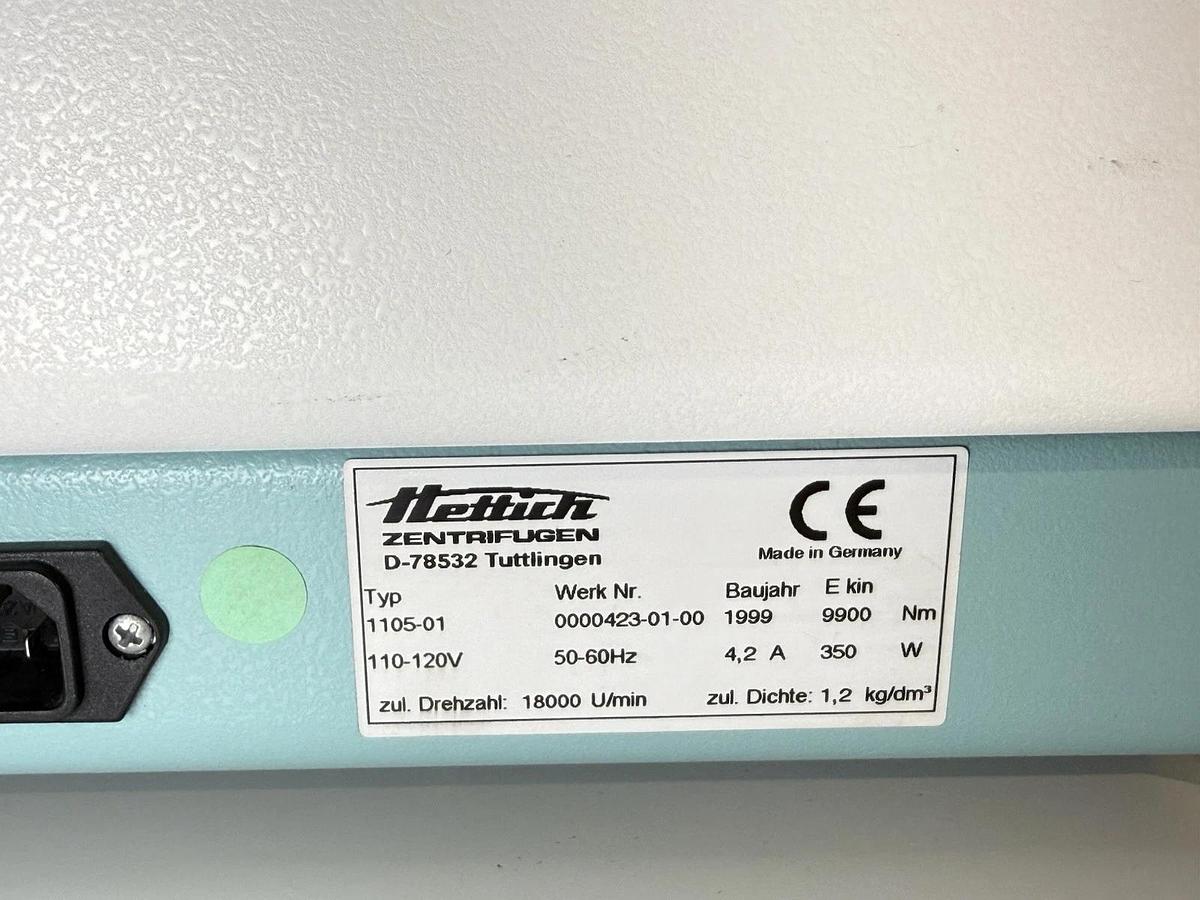 Hettich
ZENTRIFUGEN
D-78532 Tuttlingen
CE
Made in Germany
Typ Werk Nr. Baujahr E kin
1105-01 0000423-01-00 1999 9900 Nm
110-120V 50-60Hz 4,2 A 350 W
zul. Drehzahl: 18000 U/min zul. Dichte: 1,2 kg/dm³